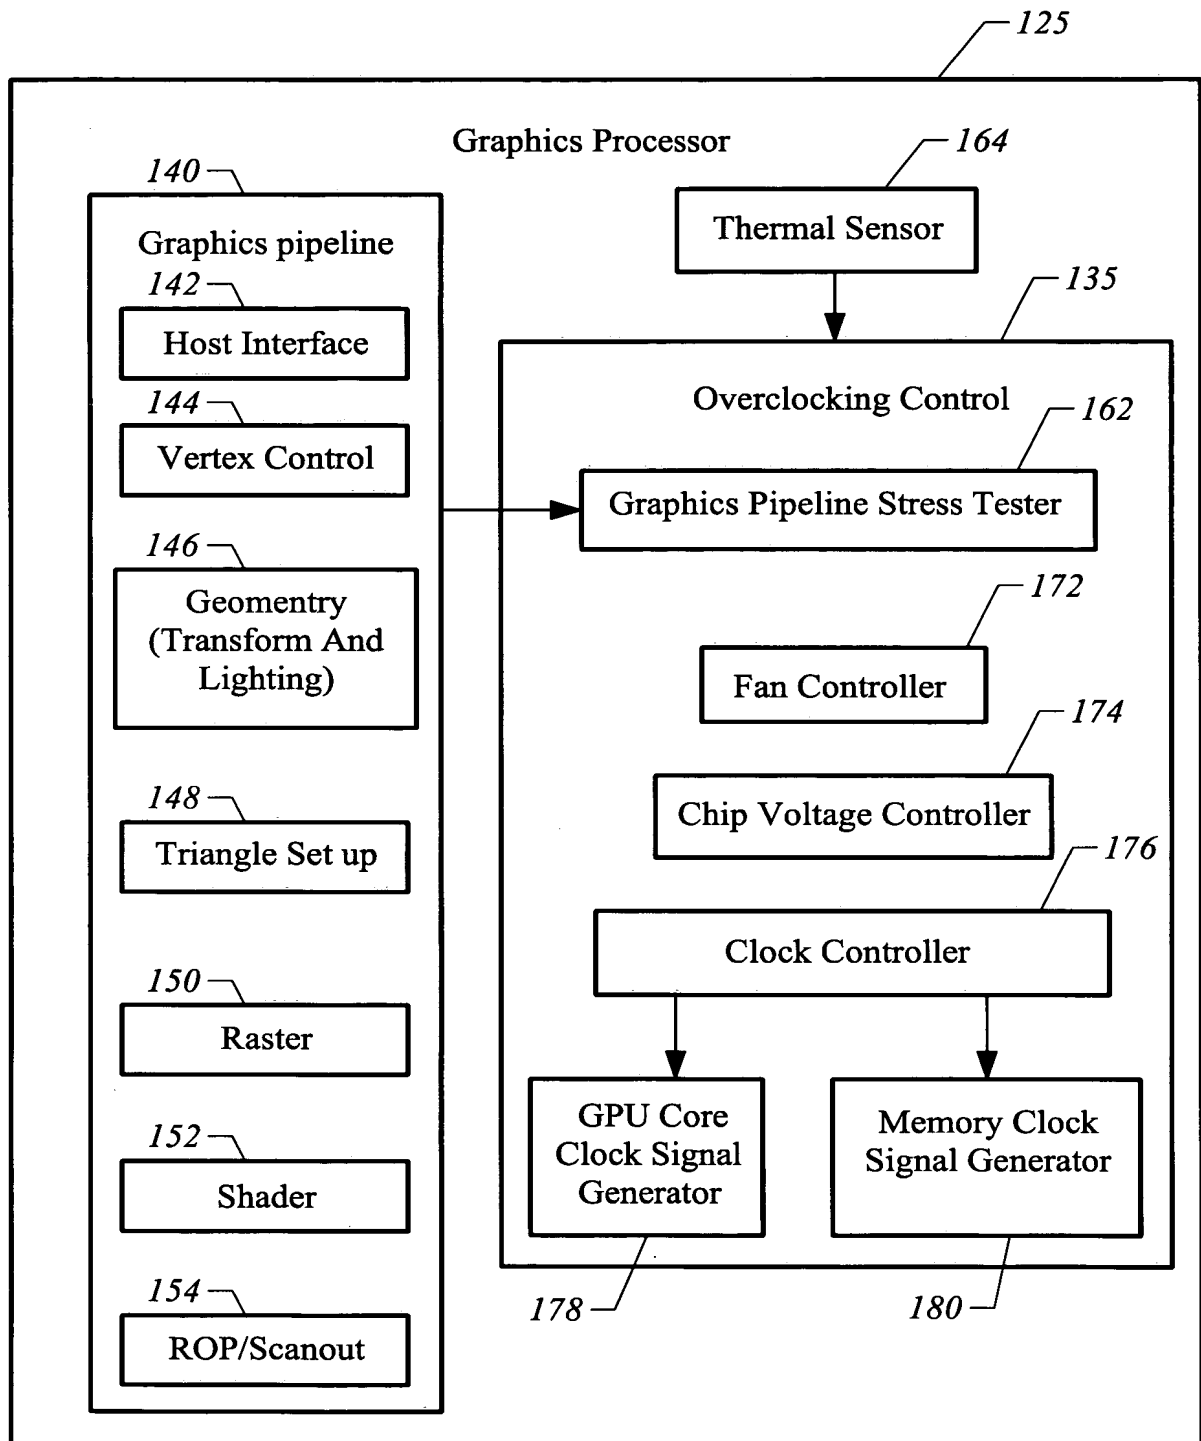 125
Graphics Processor
140
Graphics pipeline
142
Host Interface
144
Vertex Control
146
Geomentry
(Transform And
Lighting)
148
Triangle Set up
150
Raster
152
Shader
154
ROP/Scanout
164
Thermal Sensor
135
Overclocking Control
162
Graphics Pipeline Stress Tester
172
Fan Controller
174
Chip Voltage Controller
176
Clock Controller
GPU Core
Clock Signal
Generator
178
Memory Clock
Signal Generator
180